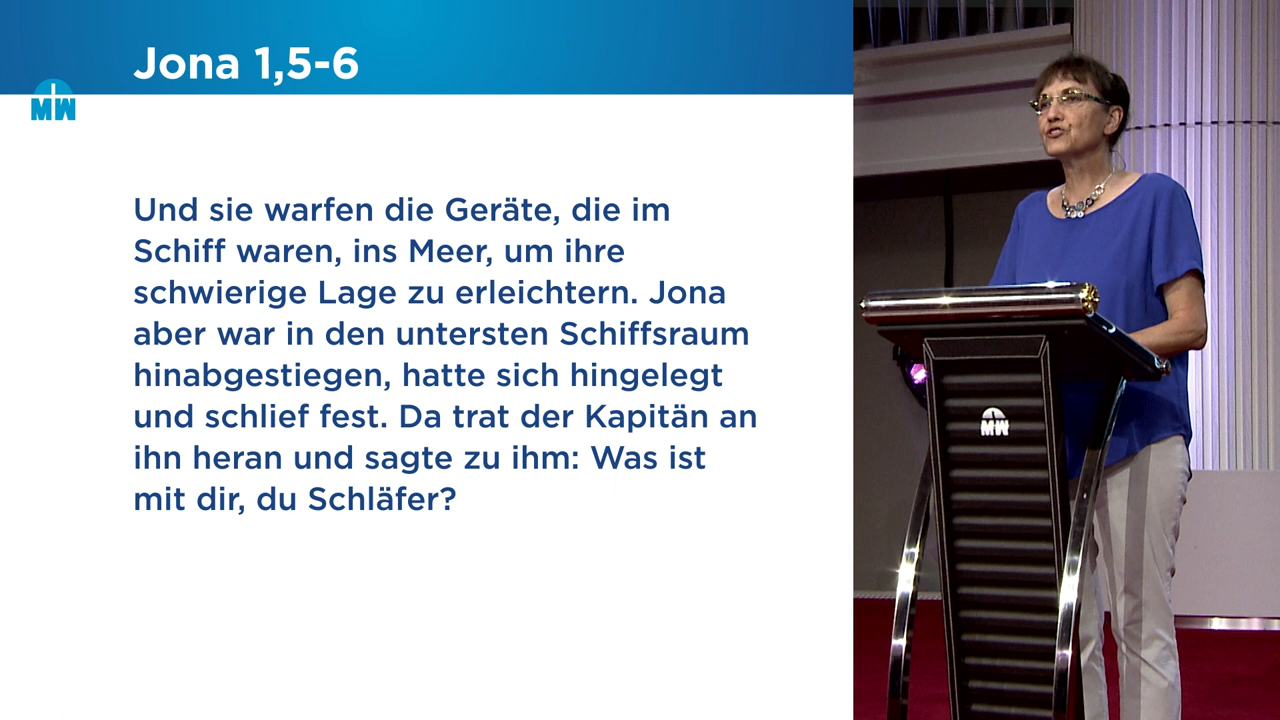 Jona 1,5-6
MW
Und sie warfen die Geräte, die im
Schiff waren, ins Meer, um ihre
schwierige Lage zu erleichtern. Jona
aber war in den untersten Schiffsraum
hinabgestiegen, hatte sich hingelegt
und schlief fest. Da trat der Kapitän an
ihn heran und sagte zu ihm: Was ist
mit dir, du Schläfer?
MW